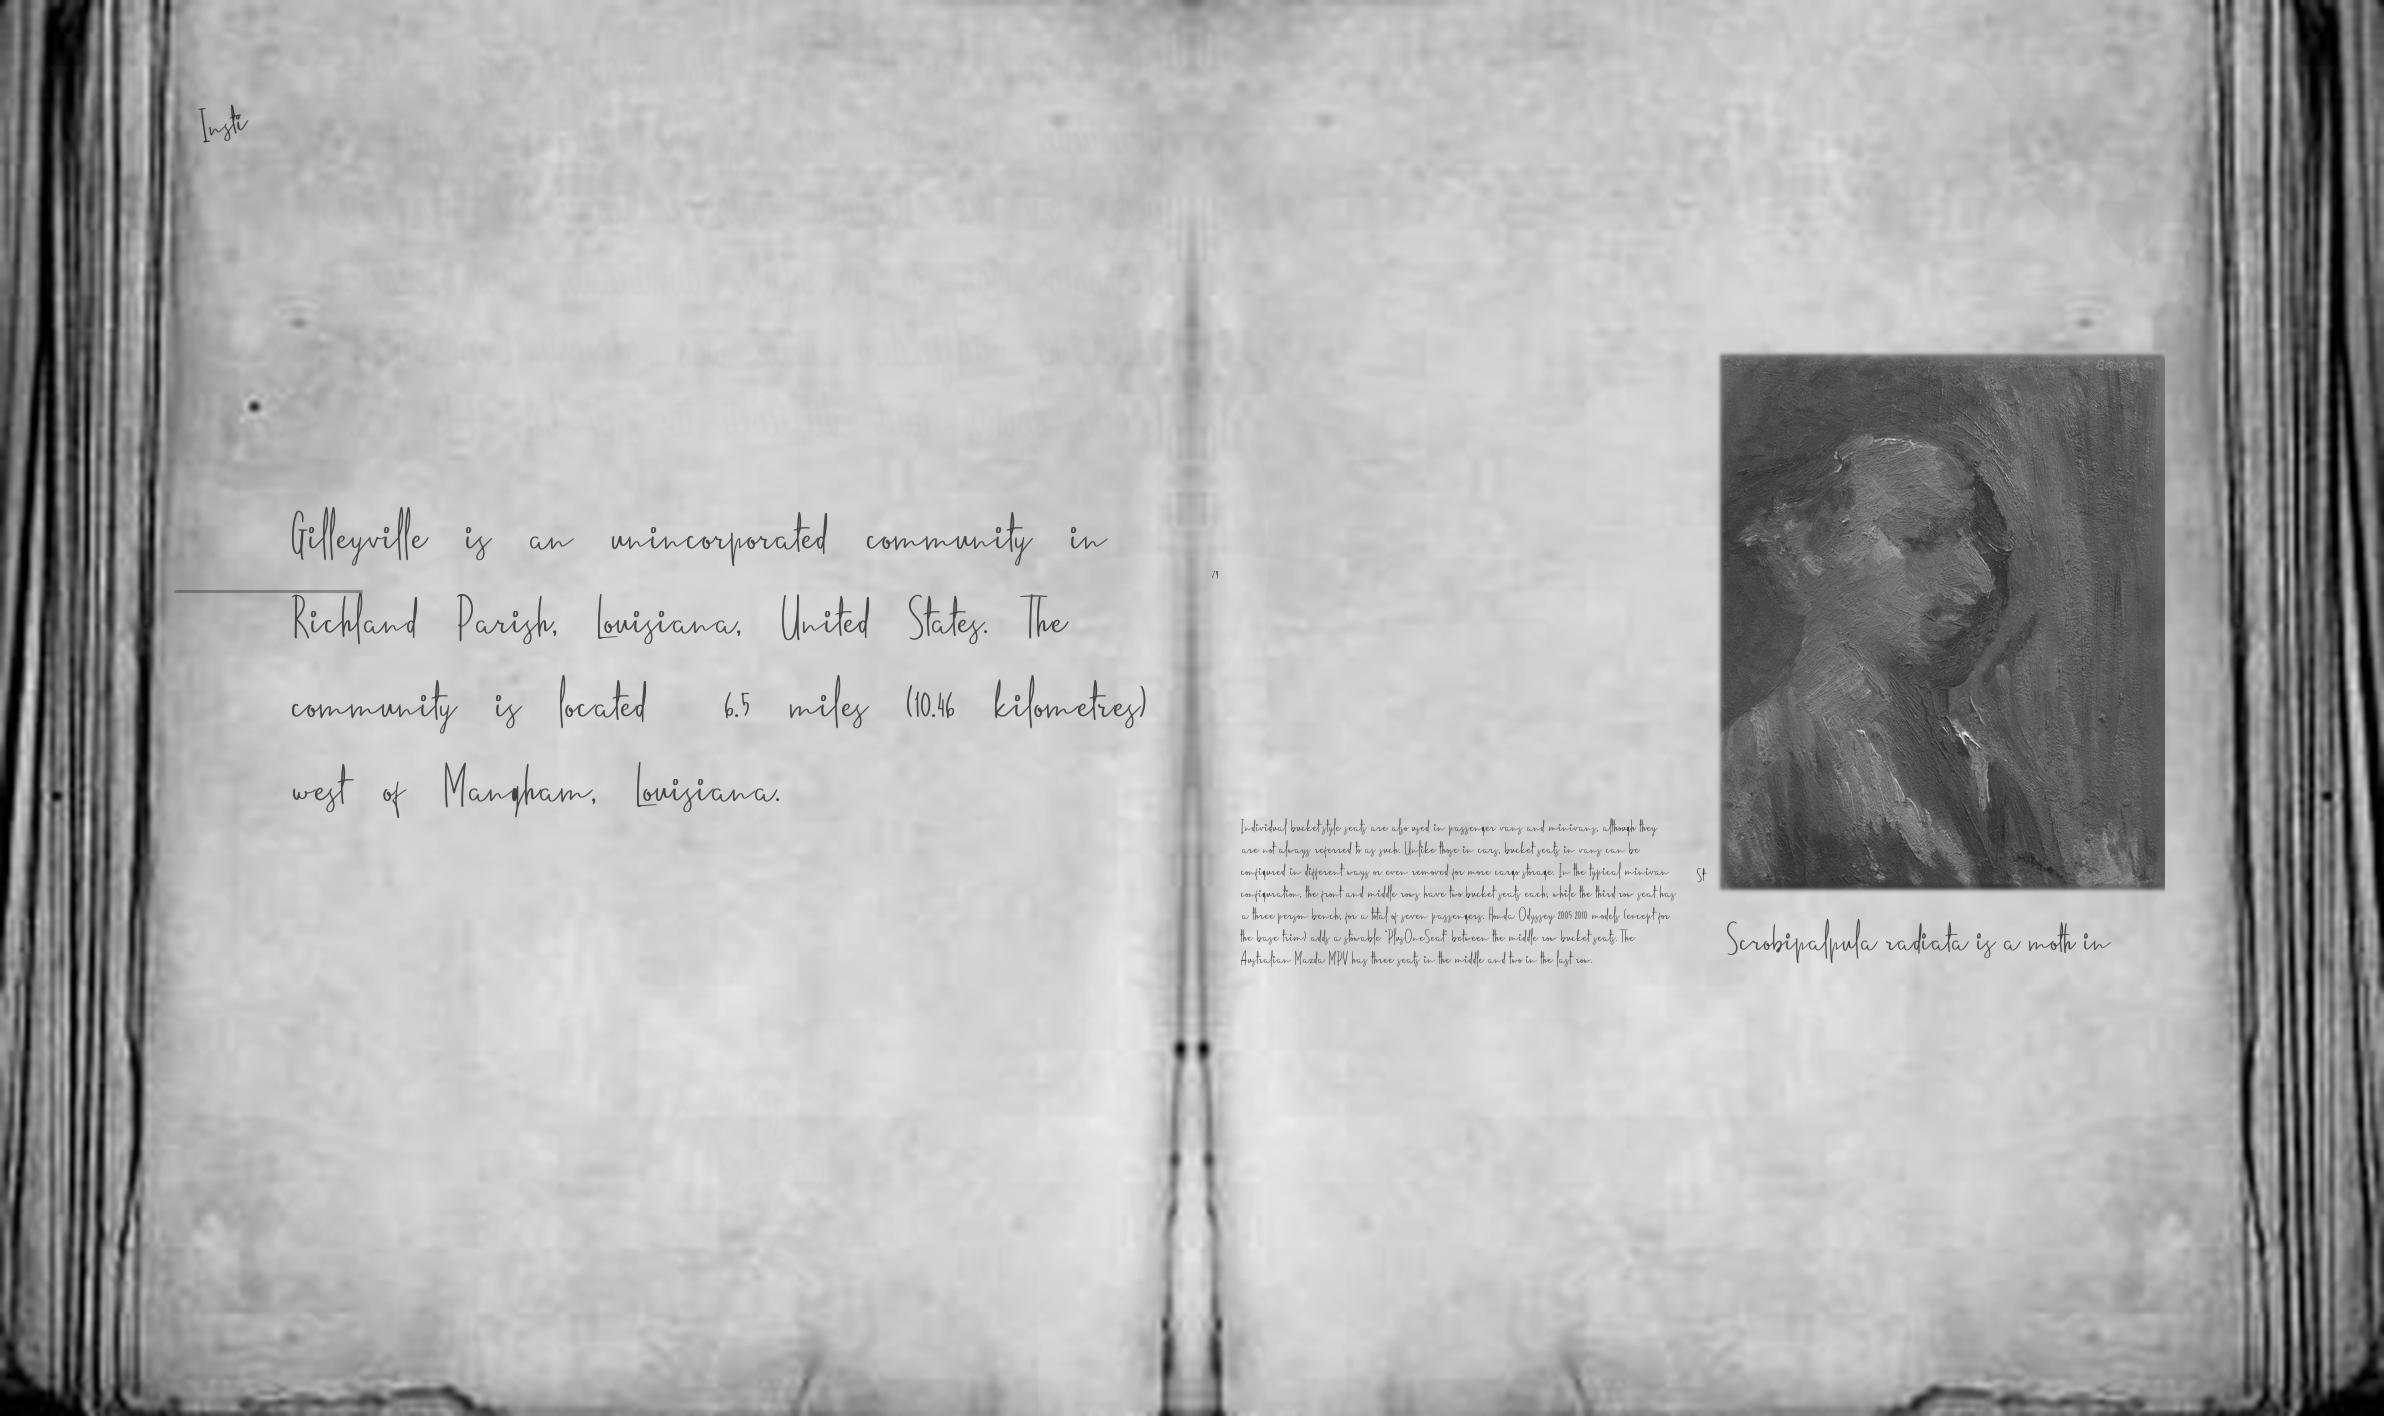 Insti
Gilleyville is an unincorporated community in
Richland Parish, Louisiana, United States. The
community is located 6.5 miles (10.46 kilometres)
west of Mangham, Louisiana.
79
Individual bucket style seats are also used in passenger vans and minivans, although they
are not always referred to as such. Unlike those in cars, bucket seats in vans can be
configured in different ways or even removed for more cargo storage. In the typical minivan
configuration, the front and middle rows have two bucket seats each, while the third row seat has
a three person bench, for a total of seven passengers. Honda Odyssey 2005 2010 models (except for
the base trim) adds a stowable "PlusOneSeat" between the middle row bucket seats. The
Australian Mazda MPV has three seats in the middle and two in the last row.
St
Scrobipalpula radiata is a moth in